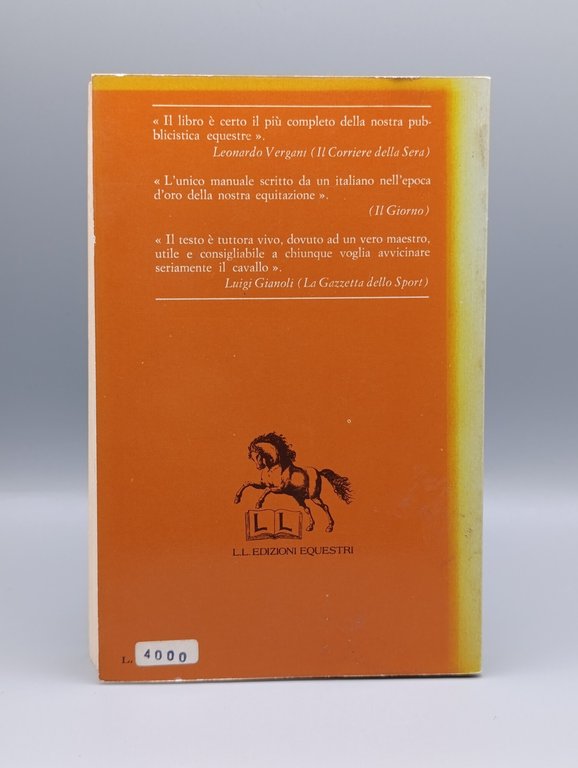 « Il libro è certo il più completo della nostra pub-
blicistica equestre ».
Leonardo Vergani (Il Corriere della Sera)
« L'unico manuale scritto da un italiano nell'epoca
d'oro della nostra equitazione ».
(Il Giorno)
« Il testo è tuttora vivo, dovuto ad un vero maestro,
utile e consigliabile a chiunque voglia avvicinare
seriamente il cavallo ».
Luigi Gianoli (La Gazzetta dello Sport)
L L
L.L. EDIZIONI EQUESTRI
L. 4000